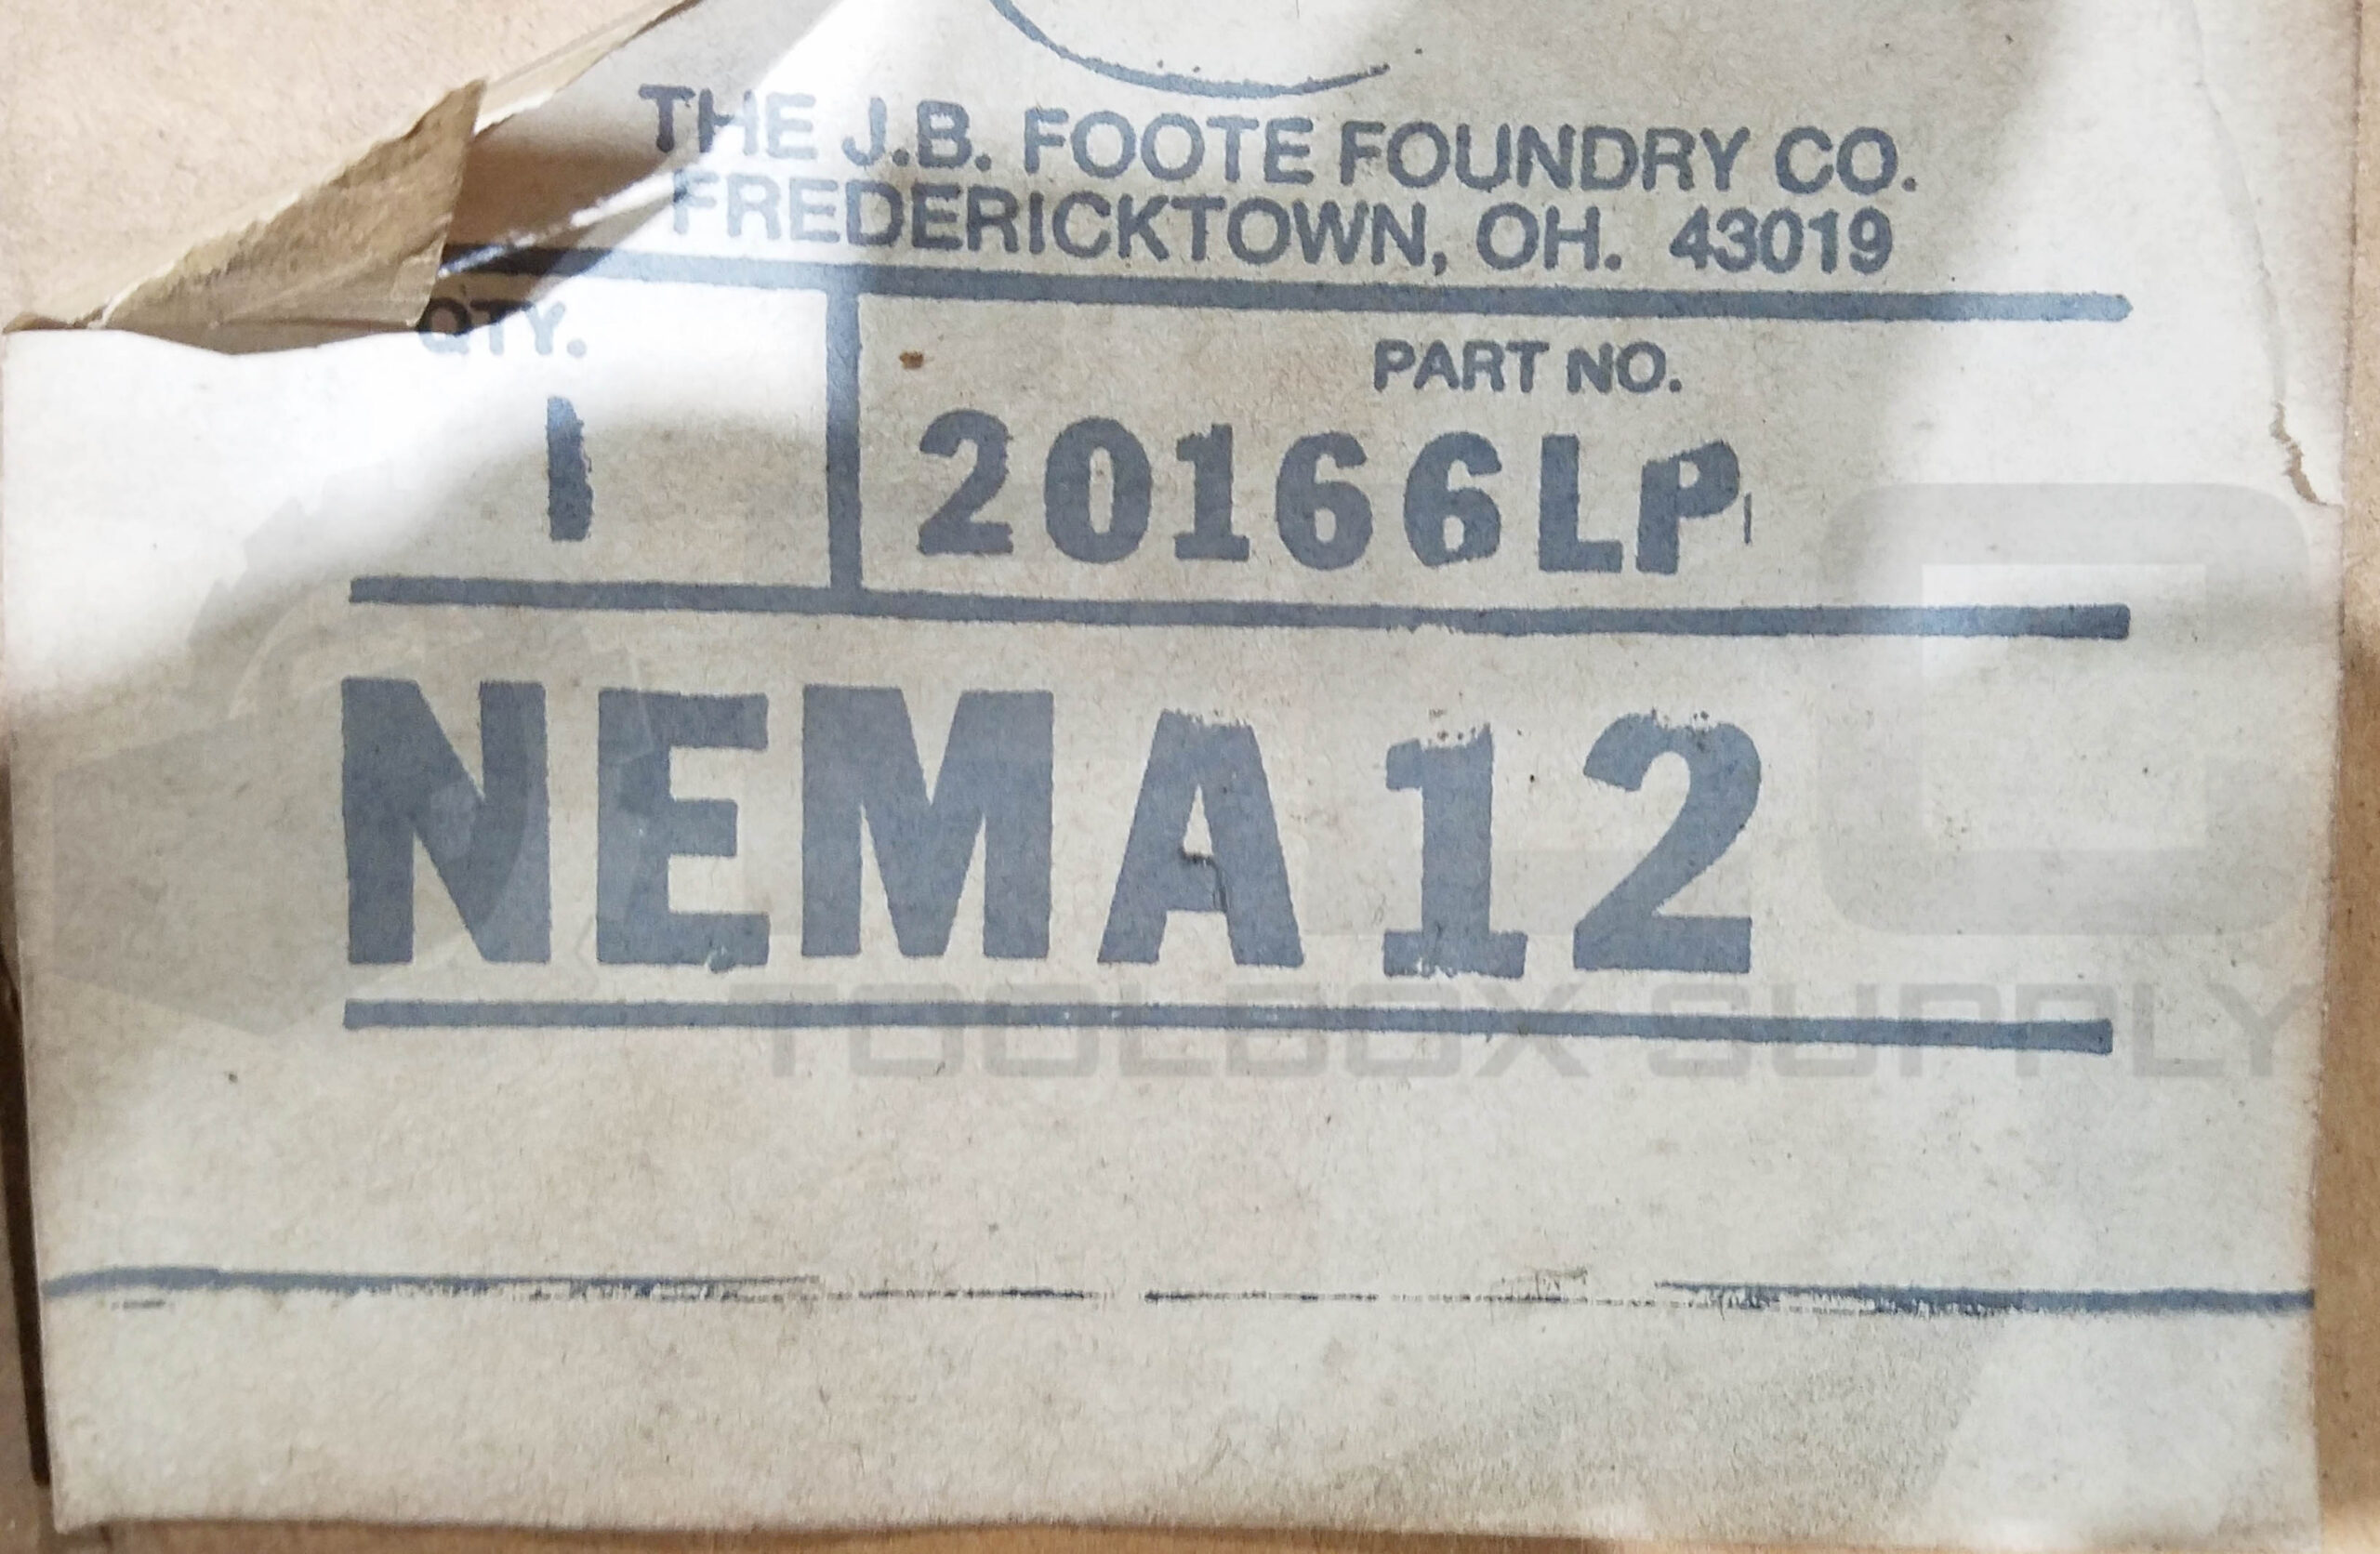 THE J.B. FOOTE FOUNDRY CO.
FREDERICKTOWN, OH. 43019
QTY.
PART NO.
1
20166LP
NEMA 12
TOOLBOX SUPPLY